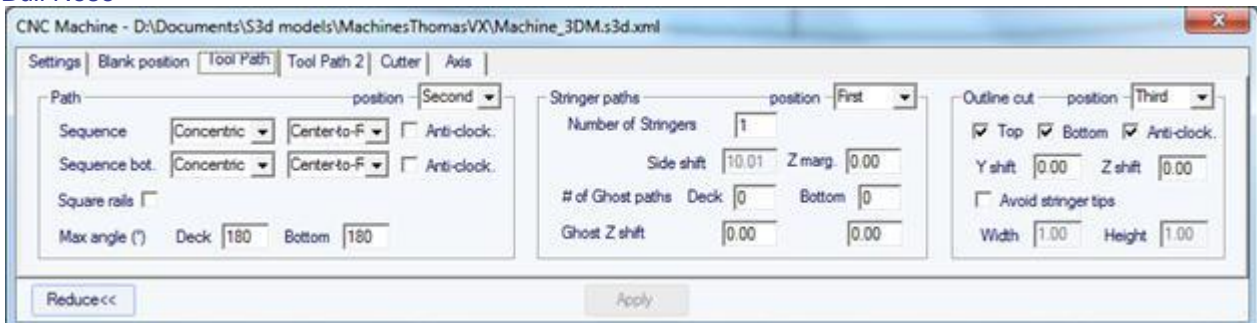 CNC Machine - D:\Documents\S3d models\MachinesThomasVX\Machine_3DM.s3d.xml
Settings Blank position Tool Path Tool Path 2 Cutter Axis
Path position Second
Sequence Concentric Center-to-F Anti-clock.
Sequence bot. Concentric Center-to-F Anti-clock.
Square rails
Max angle (°) Deck 180 Bottom 180
Stringer paths position First
Number of Stringers 1
Side shift 10.01 Z marg. 0.00
# of Ghost paths Deck 0 Bottom 0
Ghost Z shift 0.00 0.00
Outline cut position Third
Top Bottom Anti-clock.
Y shift 0.00 Z shift 0.00
Avoid stringer tips
Width 1.00 Height 1.00
Reduce<< Apply